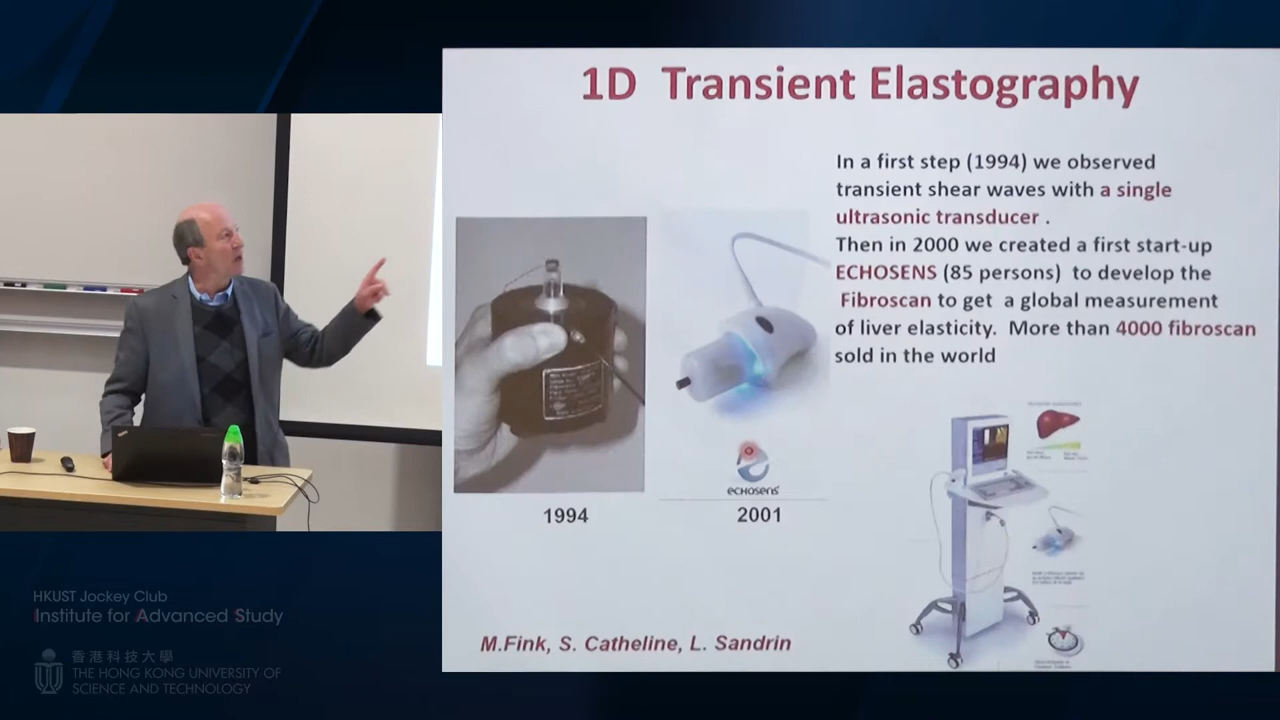 1D Transient Elastography
In a first step (1994) we observed
transient shear waves with a single
ultrasonic transducer .
Then in 2000 we created a first start-up
ECHOSENS (85 persons) to develop the
Fibroscan to get a global measurement
of liver elasticity. More than 4000 fibroscan
sold in the world
ECHOSENS
1994
2001
M.Fink, S. Catheline, L. Sandrin
HKUST Jockey Club
Institute for Advanced Study
香港科技大學
THE HONG KONG UNIVERSITY OF
SCIENCE AND TECHNOLOGY